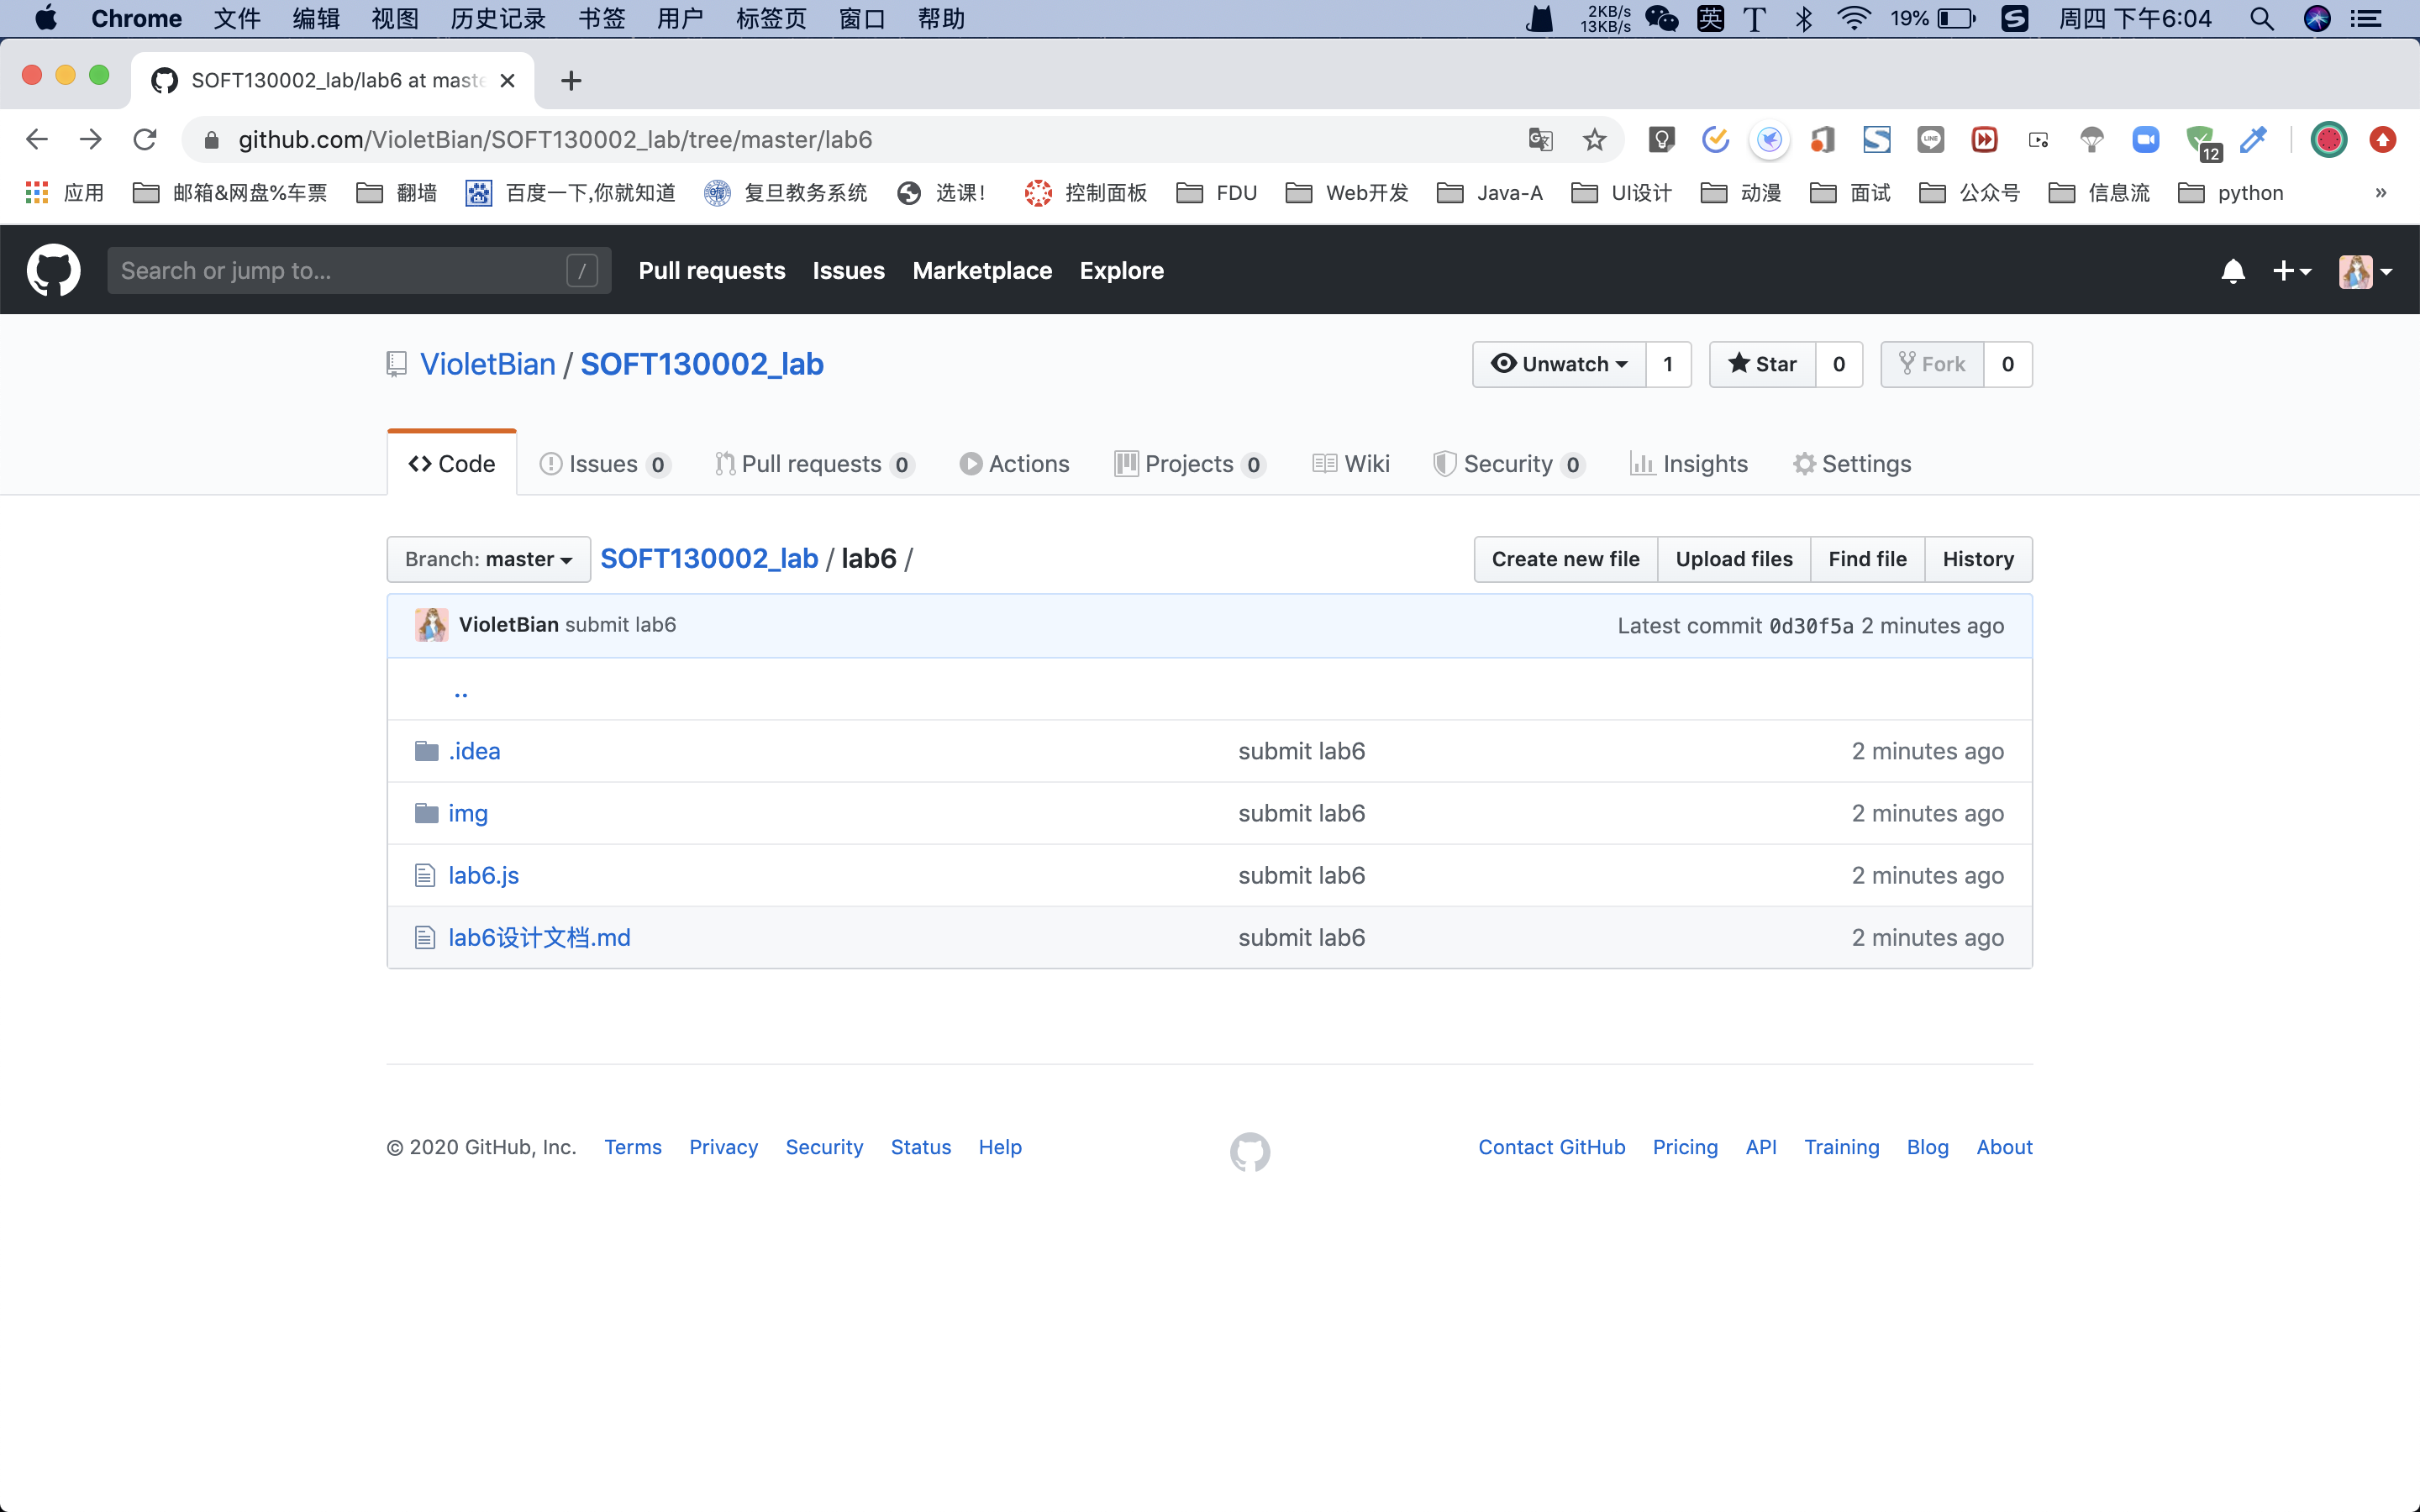 Chrome 文件 编辑 视图 历史记录 书签 用户 标签页 窗口 帮助 2KB/s 13KB/s 英 T 19% 周四 下午6:04
SOFT130002_lab/lab6 at maste
github.com/VioletBian/SOFT130002_lab/tree/master/lab6 LINE 12
应用 邮箱&网盘%车票 翻墙 百度一下,你就知道 复旦教务系统 选课! 控制面板 FDU Web开发 Java-A UI设计 动漫 面试 公众号 信息流 python »
Search or jump to... / Pull requests Issues Marketplace Explore
VioletBian / SOFT130002_lab Unwatch 1 Star 0 Fork 0
Code Issues 0 Pull requests 0 Actions Projects 0 Wiki Security 0 Insights Settings
Branch: master SOFT130002_lab / lab6 / Create new file Upload files Find file History
VioletBian submit lab6 Latest commit 0d30f5a 2 minutes ago
..
.idea submit lab6 2 minutes ago
img submit lab6 2 minutes ago
lab6.js submit lab6 2 minutes ago
lab6设计文档.md submit lab6 2 minutes ago
© 2020 GitHub, Inc. Terms Privacy Security Status Help Contact GitHub Pricing API Training Blog About